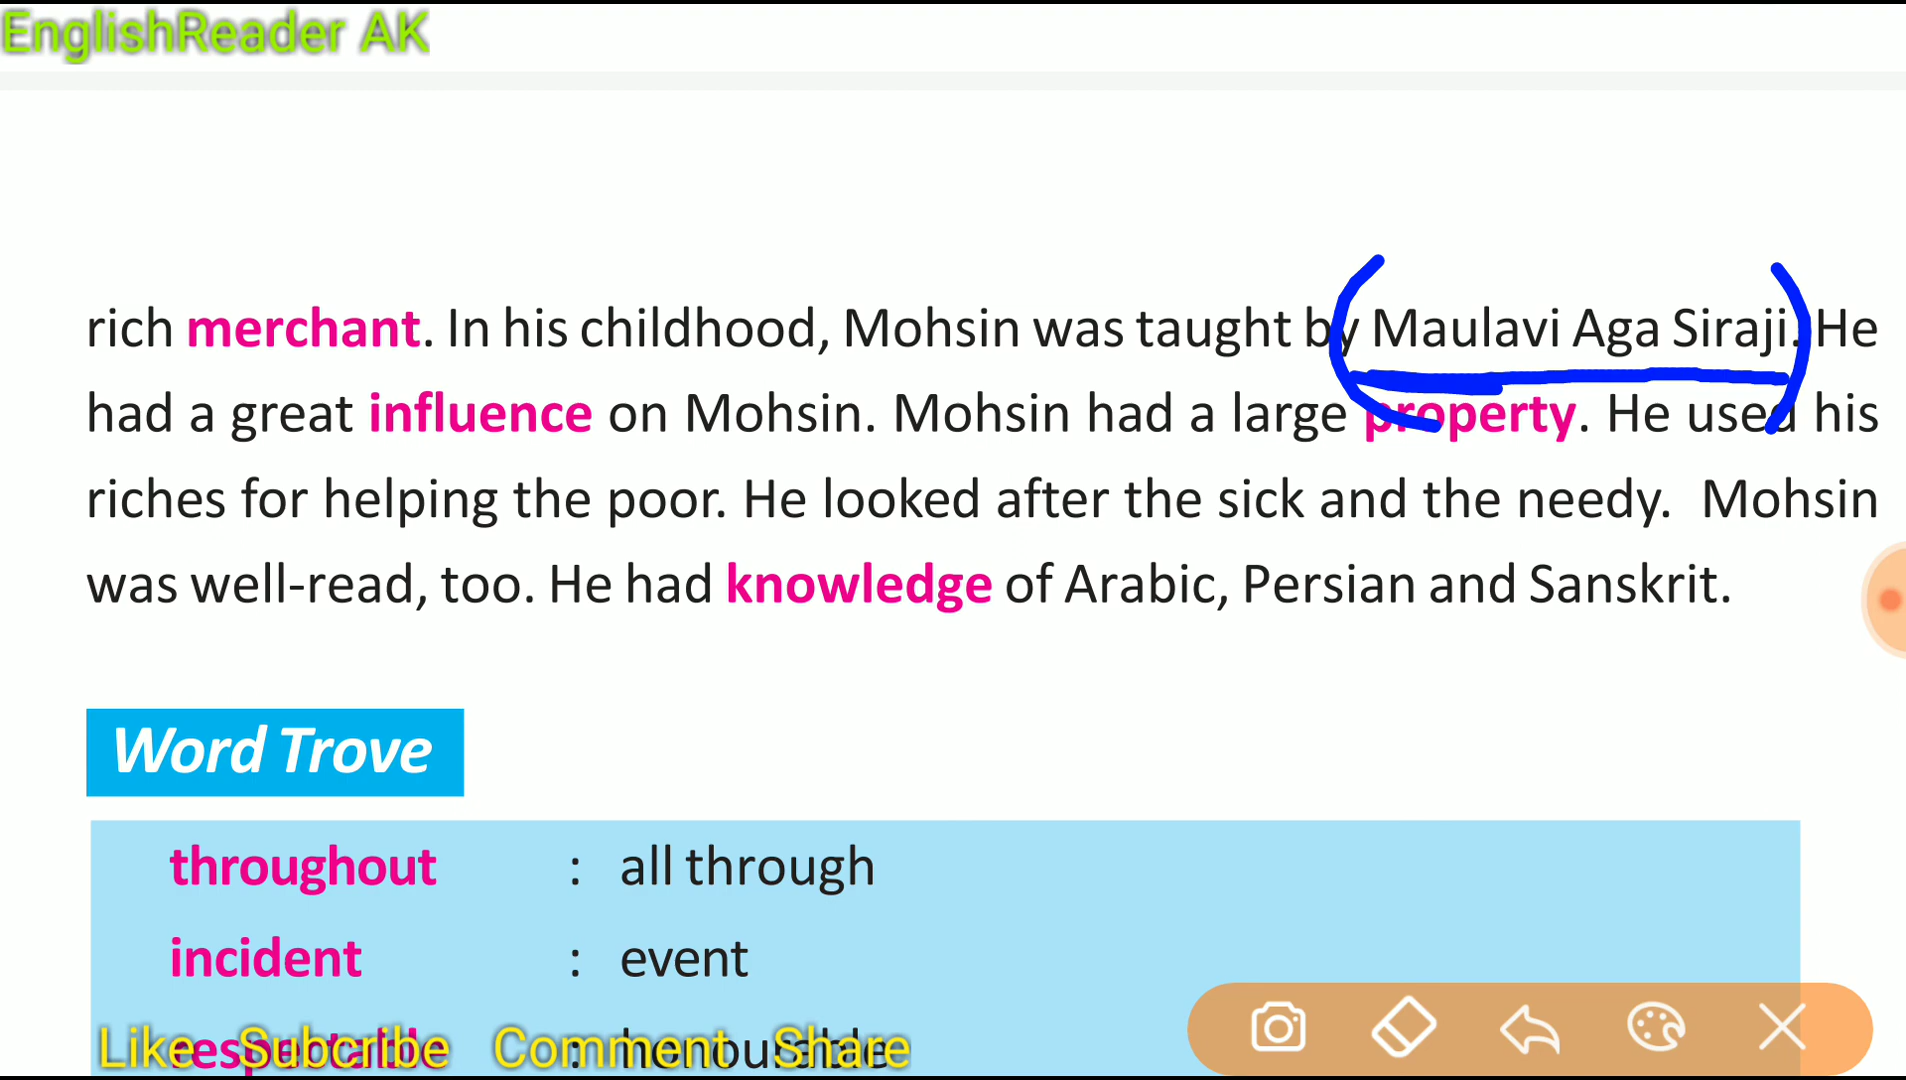 EnglishReader AK
rich merchant. In his childhood, Mohsin was taught by Maulavi Aga Siraji. He
had a great influence on Mohsin. Mohsin had a large property. He used his
riches for helping the poor. He looked after the sick and the needy. Mohsin
was well-read, too. He had knowledge of Arabic, Persian and Sanskrit.
Word Trove
throughout : all through
incident : event
respectable : honourable
Like Subcribe Comment Share